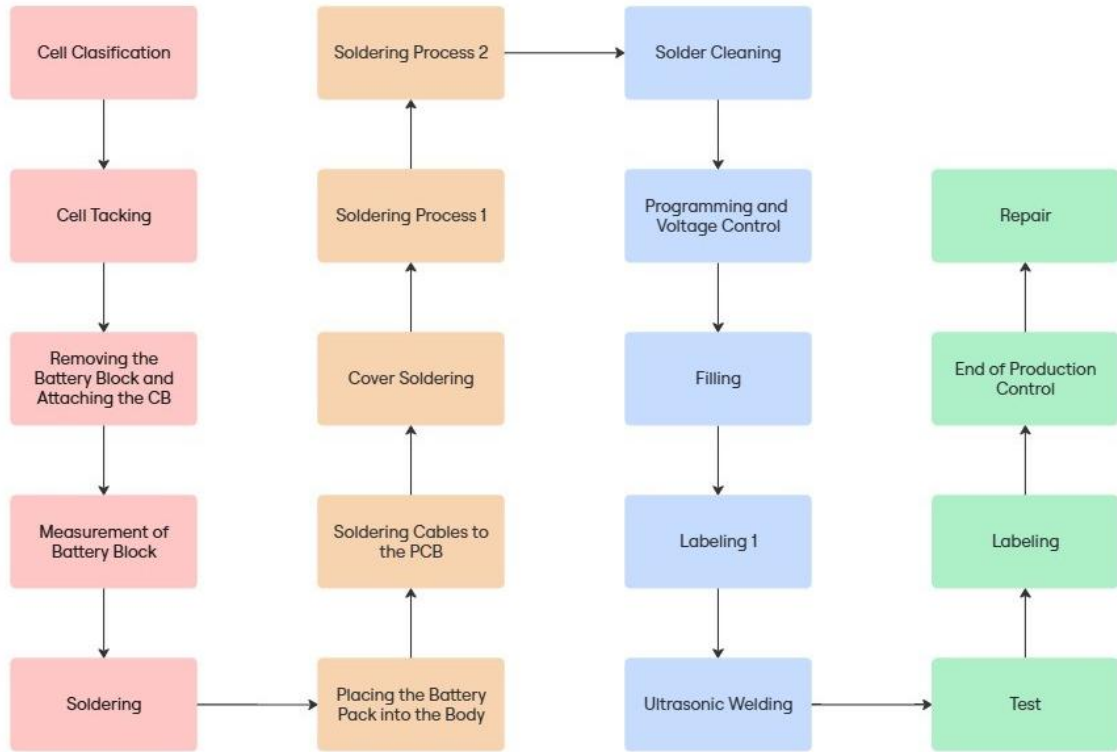 Cell Clasification
Cell Tacking
Removing the
Battery Block and
Attaching the CB
Measurement of
Battery Block
Soldering
Placing the Battery
Pack into the Body
Soldering Cables to
the PCB
Cover Soldering
Soldering Process 1
Soldering Process 2
Solder Cleaning
Programming and
Voltage Control
Filling
Labeling 1
Ultrasonic Welding
Test
Labeling
End of Production
Control
Repair